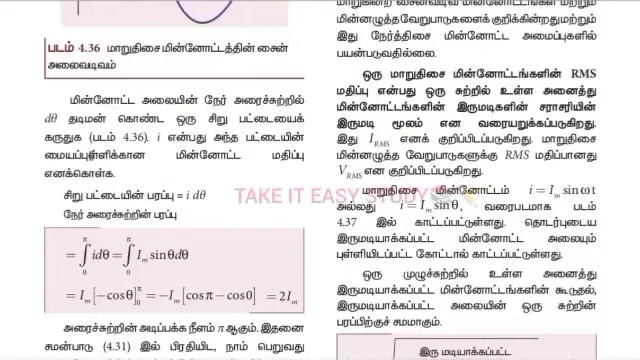 படம் 4.36 மாறுதிசை மின்னோட்டத்தின் சைன்
அலைவடிவம்
மின்னோட்ட அலையின் நேர் அரைச்சுற்றில்
dθ தடிமன் கொண்ட ஒரு சிறு பட்டையைக்
கருதுக (படம் 4.36). i என்பது அந்த பட்டையின்
மையப்புள்ளிக்கான மின்னோட்ட மதிப்பு
எனக்கொள்க.
சிறு பட்டையின் பரப்பு = i dθ
நேர் அரைச்சுற்றின் பரப்பு
= ∫₀^π idθ = ∫₀^π Iₘ sinθdθ
= Iₘ[−cosθ]₀^π = −Iₘ[cosπ − cos0] = 2Iₘ
அரைச்சுற்றின் அடிப்பக்க நீளம் π ஆகும். இதனை
சமன்பாடு (4.31) இல் பிரதியிட, நாம் பெறுவது
மின்னழுத்தவேறுபாடுகளைக் குறிக்கின்றதுமற்றும்
இது நேர்த்திசை மின்னோட்ட அமைப்புகளில்
பயன்படுவதில்லை.
ஒரு மாறுதிசை மின்னோட்டங்களின் RMS
மதிப்பு என்பது ஒரு சுற்றில் உள்ள அனைத்து
மின்னோட்டங்களின் இருமடிகளின் சராசரியின்
இருமடி மூலம் என வரையறுக்கப்படுகிறது.
இது I_RMS எனக் குறிப்பிடப்படுகிறது. மாறுதிசை
மின்னழுத்த வேறுபாடுகளுக்கு RMS மதிப்பானது
V_RMS என குறிப்பிடப்படுகிறது.
மாறுதிசை மின்னோட்டம் i = Iₘ sin ωt
அல்லது i = Iₘ sinθ, வரைபடமாக படம்
4.37 இல் காட்டப்பட்டுள்ளது. தொடர்புடைய
இருமடியாக்கப்பட்ட மின்னோட்ட அலையும்
புள்ளியிடப்பட்ட கோட்டால் காட்டப்பட்டுள்ளது.
ஒரு முழுச்சுற்றில் உள்ள அனைத்து
இருமடியாக்கப்பட்ட மின்னோட்டங்களின் கூடுதல்,
இருமடியாக்கப்பட்ட அலையின் ஒரு சுற்றின்
பரப்பிற்குச் சமமாகும்.
இரு மடியாக்கப்பட்ட
TAKE IT EASY STUDY